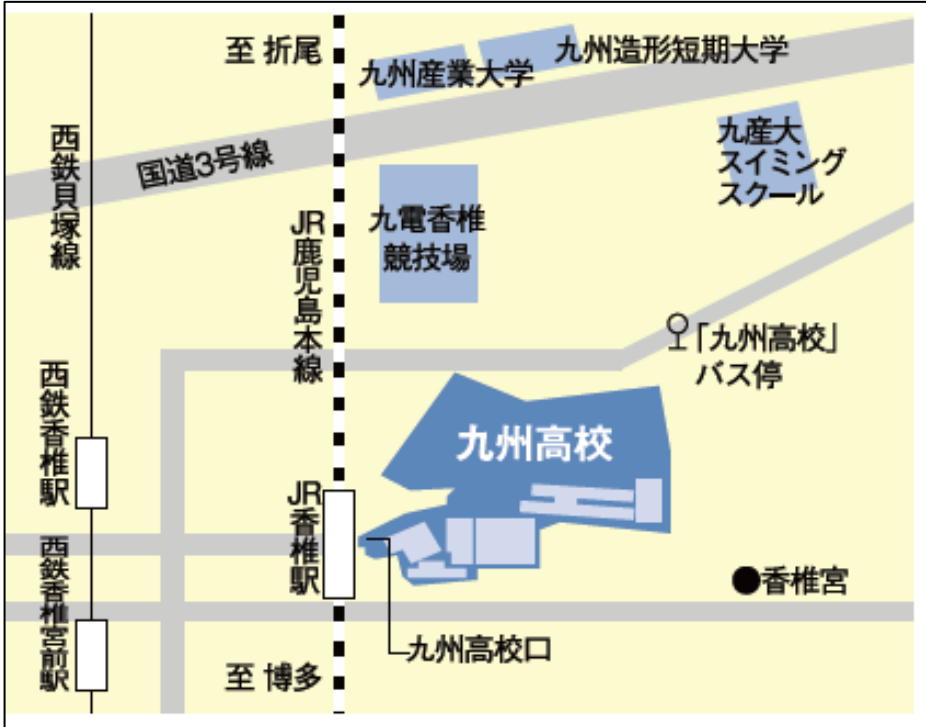 至 折尾
九州産業大学
九州造形短期大学
国道3号線
九産大
スイミング
スクール
西鉄貝塚線
JR鹿児島本線
九電香椎
競技場
「九州高校」
バス停
西鉄香椎駅
九州高校
JR香椎駅
西鉄香椎宮前駅
香椎宮
九州高校口
至 博多